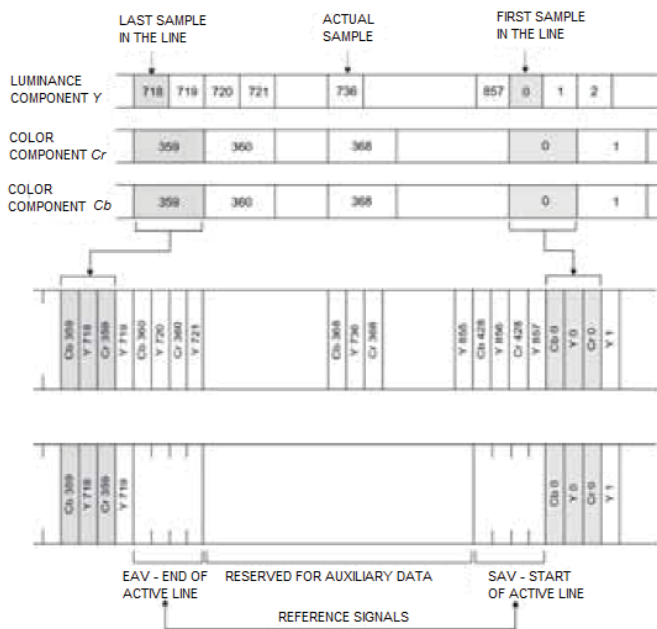 LAST SAMPLE
IN THE LINE
ACTUAL
SAMPLE
FIRST SAMPLE
IN THE LINE
LUMINANCE
COMPONENT Y
718 719 720 721 736 857 0 1 2
COLOR
COMPONENT Cr
359 360 368 0 1
COLOR
COMPONENT Cb
359 360 368 0 1
Cb 359
Y 718
Cr 359
Y 719
Cb 360
Y 720
Cr 360
Y 721
Cb 368
Y 736
Cr 368
Y 855
Cb 428
Y 856
Cr 428
Y 857
Cb 0
Y 0
Cr 0
Y 1
Cb 359
Y 718
Cr 359
Y 719
Cb 0
Y 0
Cr 0
Y 1
EAV - END OF
ACTIVE LINE
RESERVED FOR AUXILIARY DATA
SAV - START
OF ACTIVE LINE
REFERENCE SIGNALS